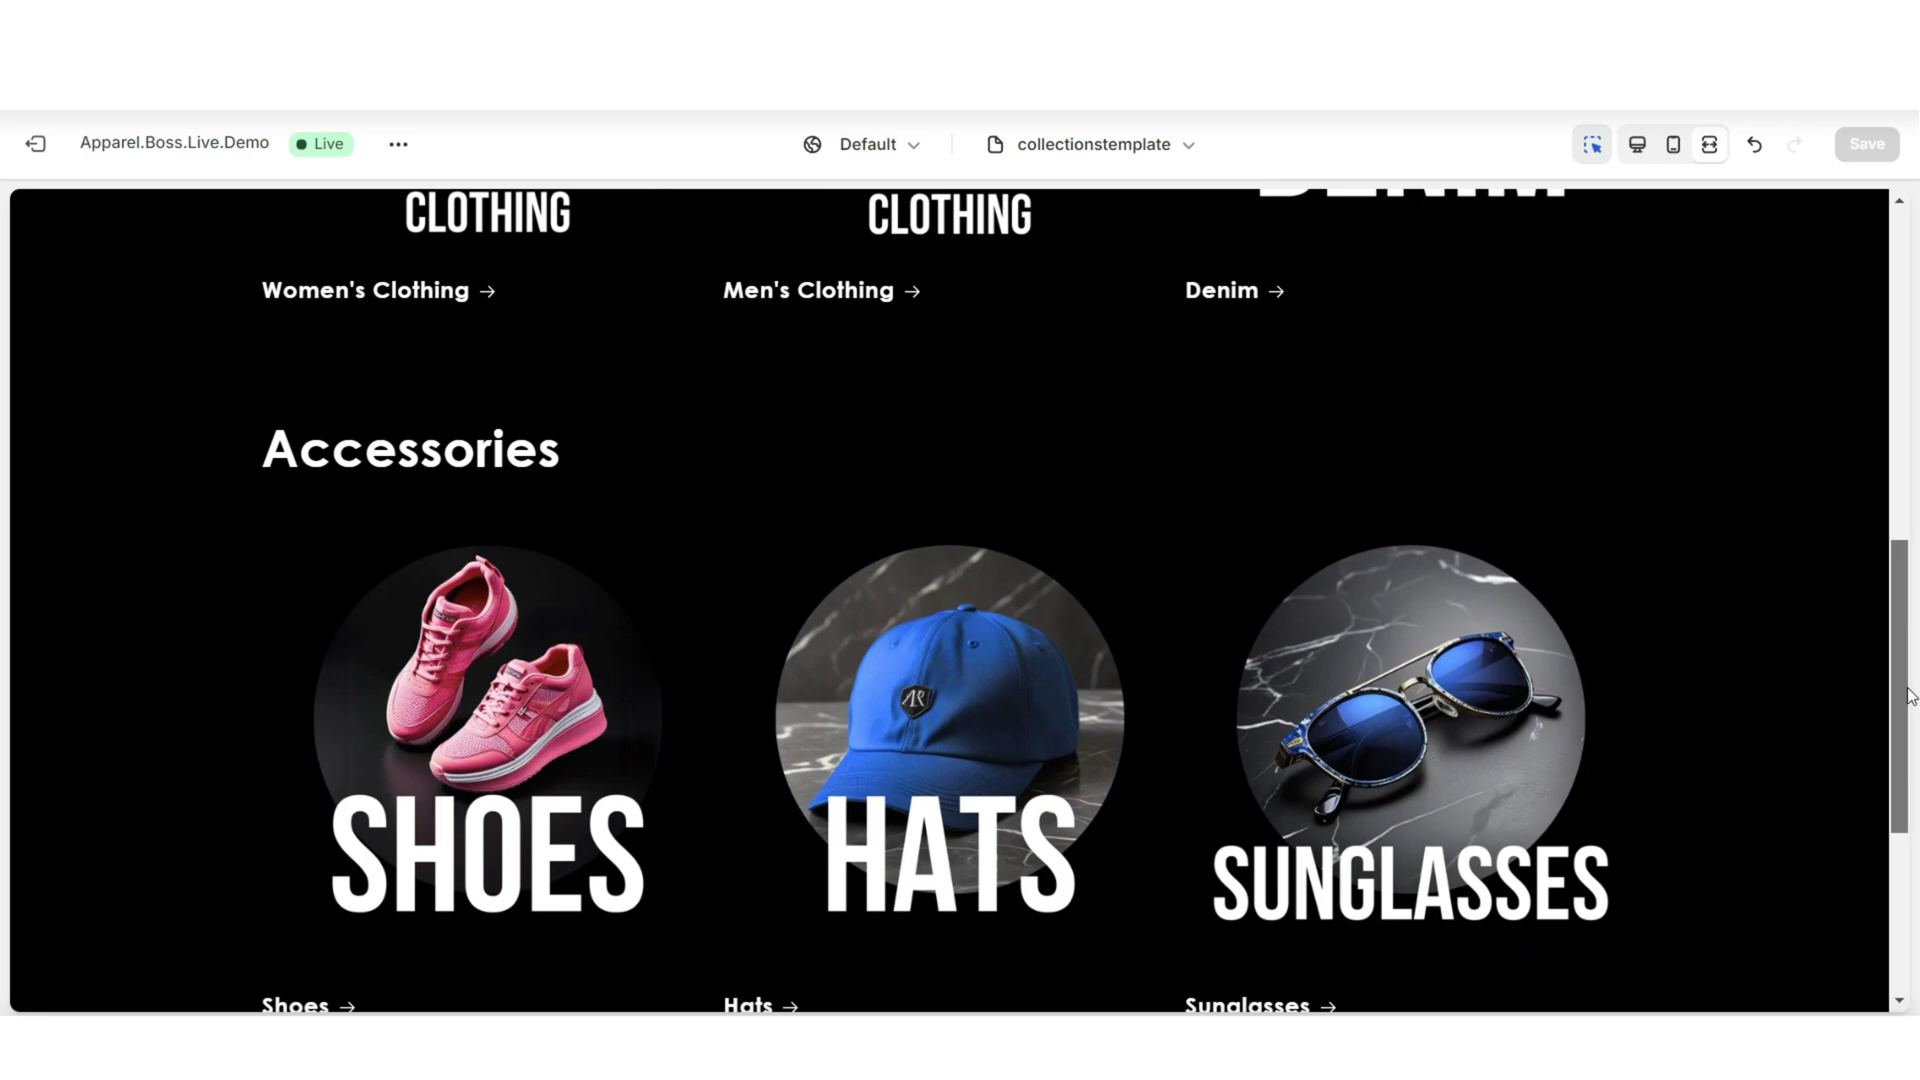 Apparel.Boss.Live.Demo Live Default collectionstemplate Save
CLOTHING CLOTHING DENIM
Women's Clothing → Men's Clothing → Denim →
Accessories
SHOES HATS SUNGLASSES
Shoes → Hats → Sunglasses →